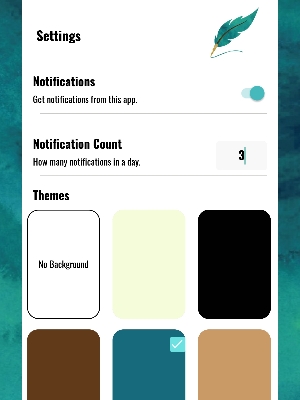 Settings
Notifications
Get notifications from this app.
Notification Count
How many notifications in a day.
3
Themes
No Background